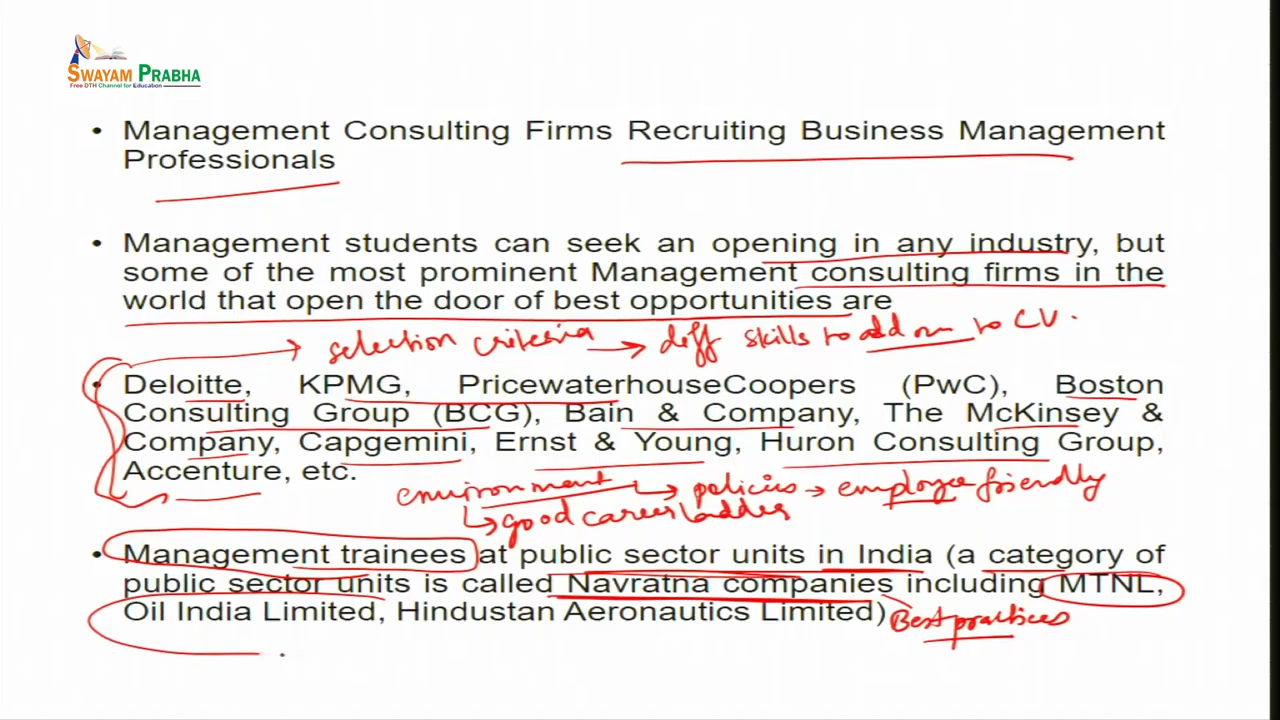 SWAYAM PRABHA
Free DTH Channel for Education
• Management Consulting Firms Recruiting Business Management
Professionals
• Management students can seek an opening in any industry, but
some of the most prominent Management consulting firms in the
world that open the door of best opportunities are
selection criteria → diff skills to add on to CV.
• Deloitte, KPMG, PricewaterhouseCoopers (PwC), Boston
Consulting Group (BCG), Bain & Company, The McKinsey &
Company, Capgemini, Ernst & Young, Huron Consulting Group,
Accenture, etc.
environment → policies → employee friendly
↳ good career ladder
• Management trainees at public sector units in India (a category of
public sector units is called Navratna companies including MTNL,
Oil India Limited, Hindustan Aeronautics Limited)
Best practices